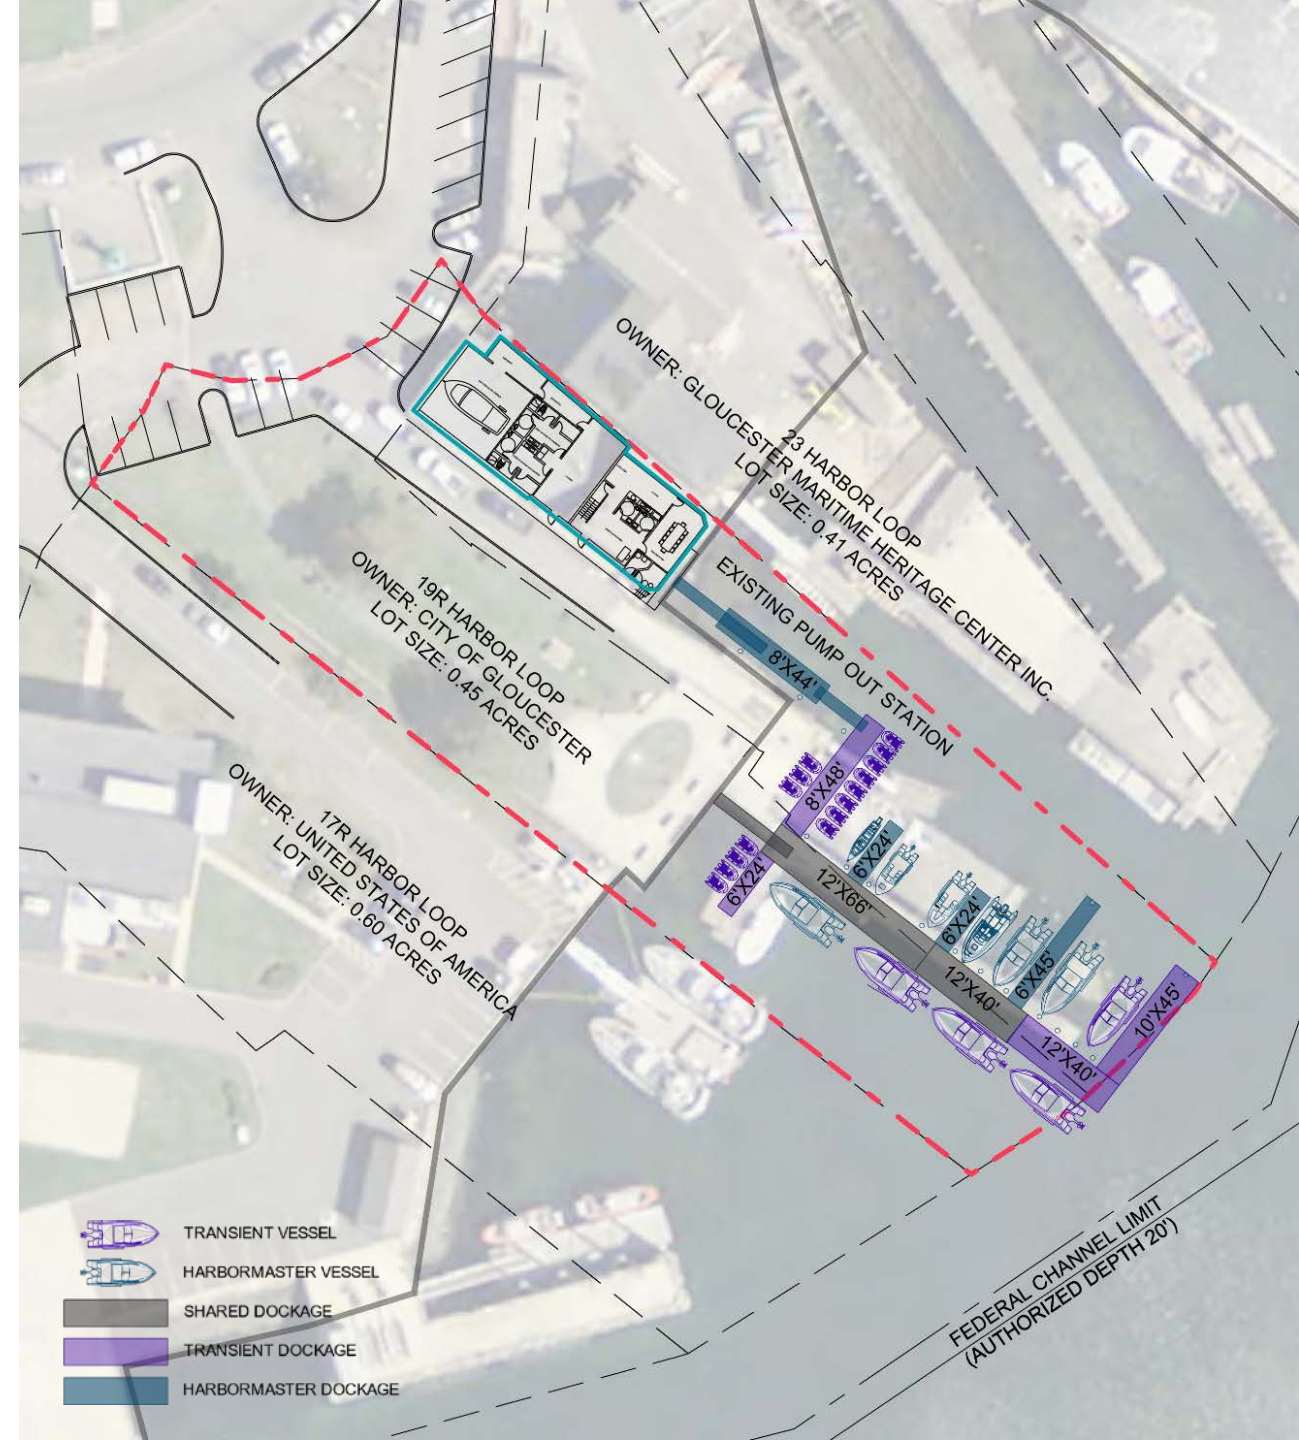 OWNER: GLOUCESTER MARITIME HERITAGE CENTER INC.
23 HARBOR LOOP
LOT SIZE: 0.41 ACRES
EXISTING PUMP OUT STATION
19R HARBOR LOOP
OWNER: CITY OF GLOUCESTER
LOT SIZE: 0.45 ACRES
17R HARBOR LOOP
OWNER: UNITED STATES OF AMERICA
LOT SIZE: 0.60 ACRES
8'X44'
8'X48'
6'X24'
6'X24'
12'X66'
6'X24'
6'X45'
12'X40'
12'X40'
10'X45'
FEDERAL CHANNEL LIMIT
(AUTHORIZED DEPTH 20')
TRANSIENT VESSEL
HARBORMASTER VESSEL
SHARED DOCKAGE
TRANSIENT DOCKAGE
HARBORMASTER DOCKAGE